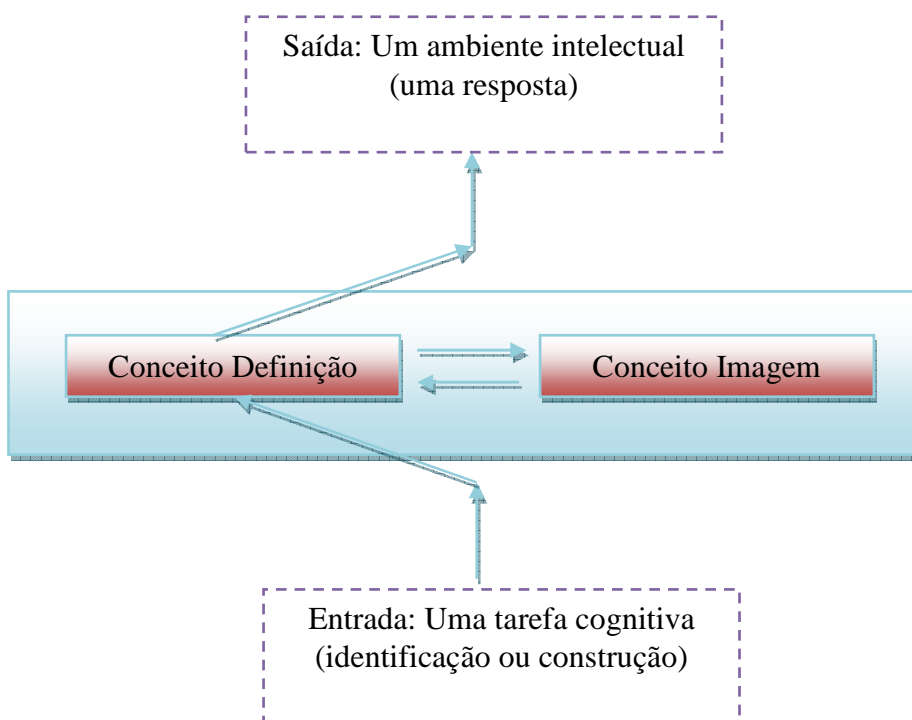 Saída: Um ambiente intelectual
(uma resposta)
Conceito Definição
Conceito Imagem
Entrada: Uma tarefa cognitiva
(identificação ou construção)